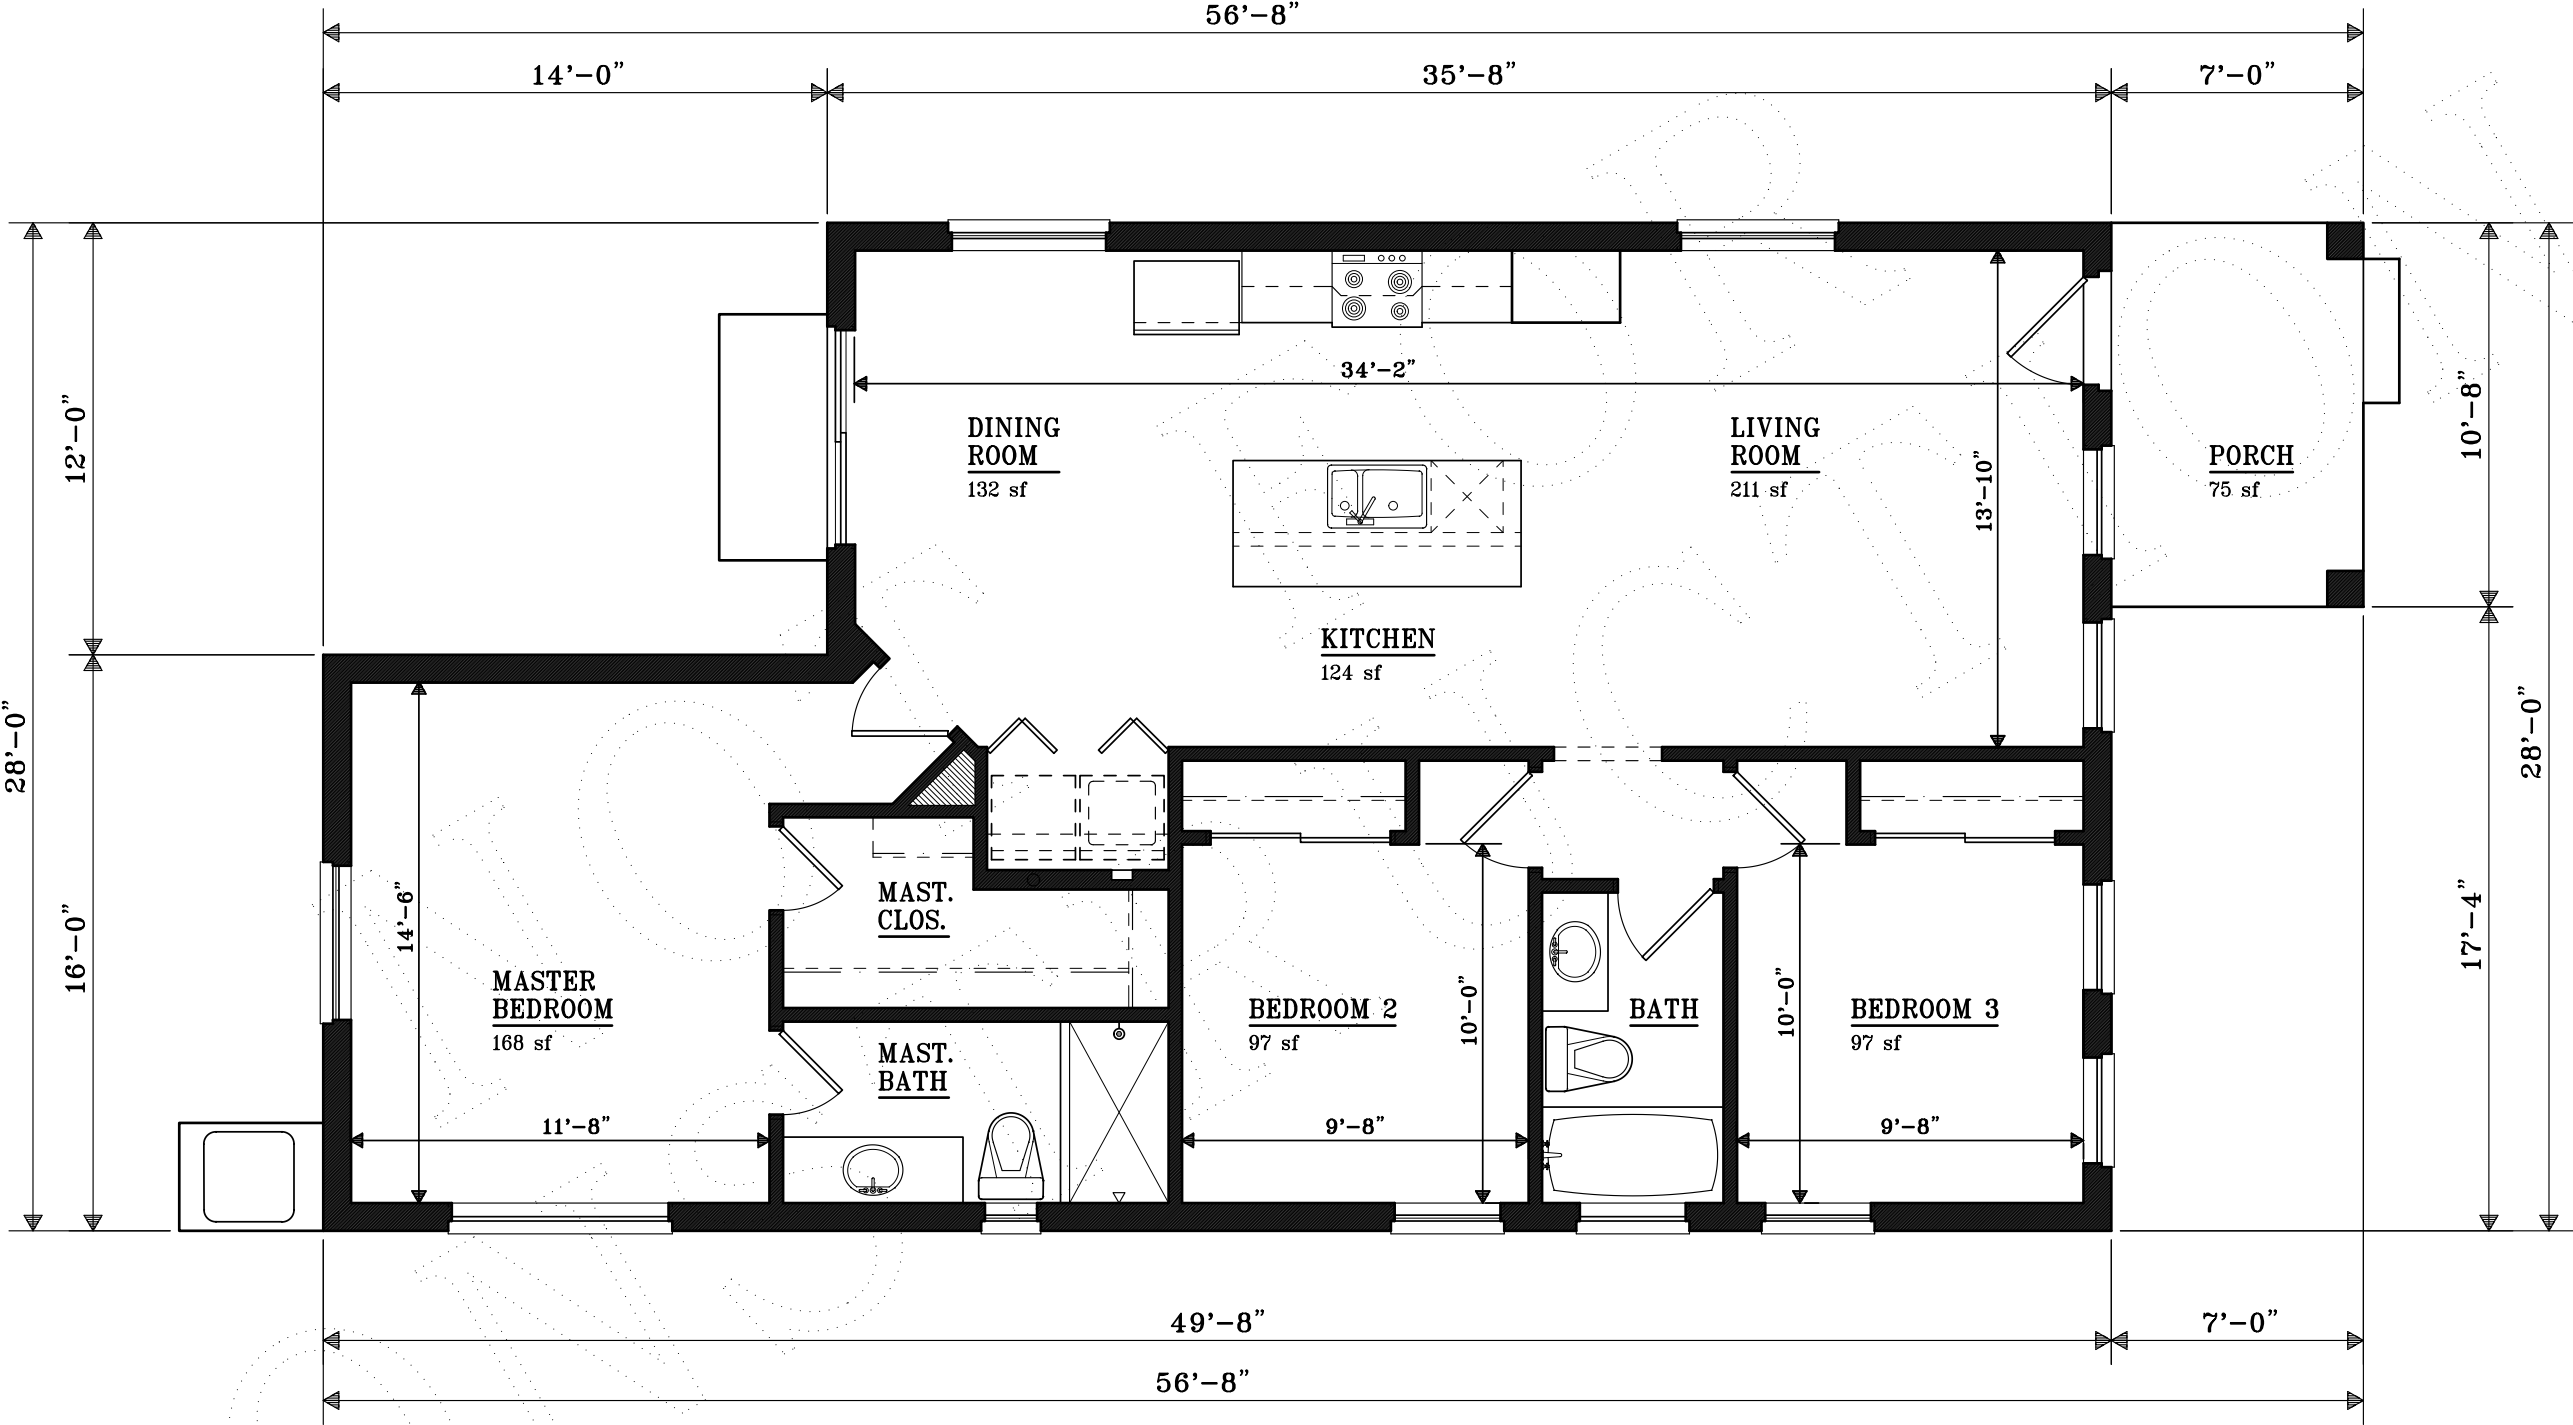 56'-8"
14'-0"
35'-8"
7'-0"
34'-2"
DINING
ROOM
132 sf
LIVING
ROOM
211 sf
PORCH
75 sf
12'-0"
13'-10"
10'-8"
KITCHEN
124 sf
28'-0"
28'-0"
16'-0"
14'-6"
MAST.
CLOS.
17'-4"
MASTER
BEDROOM
168 sf
BEDROOM 2
97 sf
10'-0"
BATH
10'-0"
BEDROOM 3
97 sf
MAST.
BATH
11'-8"
9'-8"
9'-8"
49'-8"
7'-0"
56'-8"
NOT FOR
CONSTRUCTION